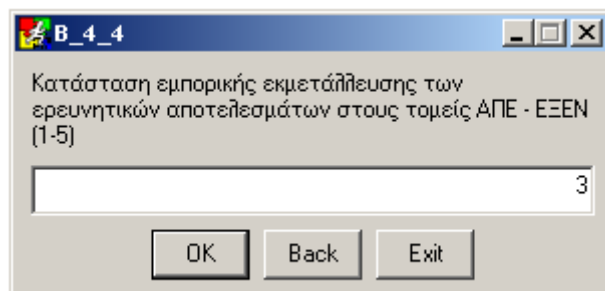 B_4_4
Κατάσταση εμπορικής εκμετάλλευσης των
ερευνητικών αποτελεσμάτων στους τομείς ΑΠΕ - ΕΞΕΝ
(1-5)
3
OK Back Exit